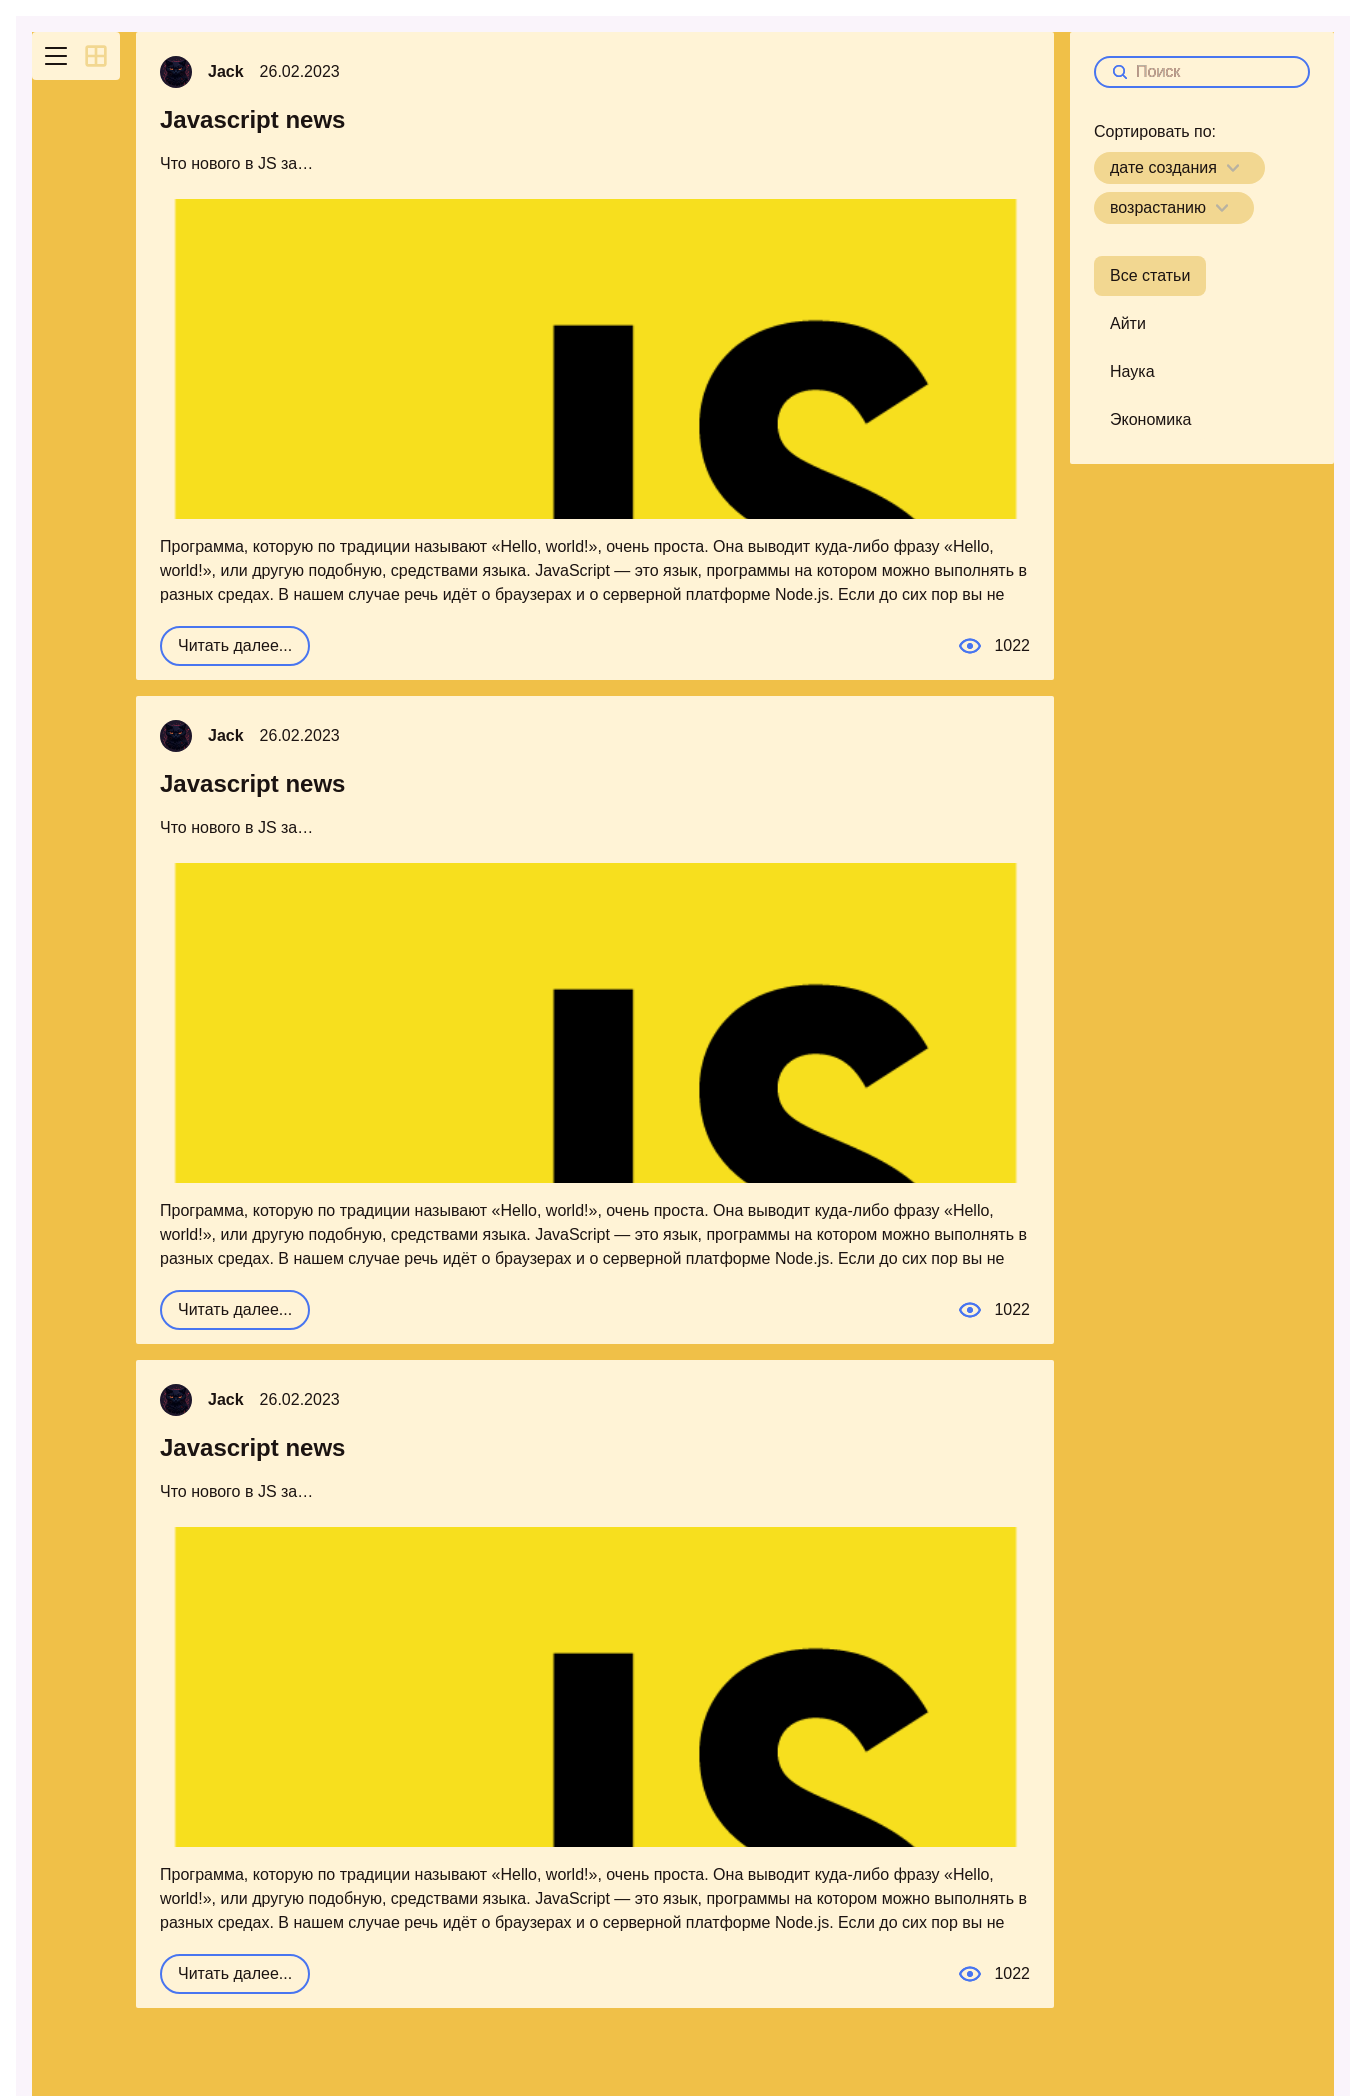 Jack 26.02.2023
Javascript news
Что нового в JS за…
JS
Программа, которую по традиции называют «Hello, world!», очень проста. Она выводит куда-либо фразу «Hello,
world!», или другую подобную, средствами языка. JavaScript — это язык, программы на котором можно выполнять в
разных средах. В нашем случае речь идёт о браузерах и о серверной платформе Node.js. Если до сих пор вы не
Читать далее...
1022
Jack 26.02.2023
Javascript news
Что нового в JS за…
JS
Программа, которую по традиции называют «Hello, world!», очень проста. Она выводит куда-либо фразу «Hello,
world!», или другую подобную, средствами языка. JavaScript — это язык, программы на котором можно выполнять в
разных средах. В нашем случае речь идёт о браузерах и о серверной платформе Node.js. Если до сих пор вы не
Читать далее...
1022
Jack 26.02.2023
Javascript news
Что нового в JS за…
JS
Программа, которую по традиции называют «Hello, world!», очень проста. Она выводит куда-либо фразу «Hello,
world!», или другую подобную, средствами языка. JavaScript — это язык, программы на котором можно выполнять в
разных средах. В нашем случае речь идёт о браузерах и о серверной платформе Node.js. Если до сих пор вы не
Читать далее...
1022
Поиск
Сортировать по:
дате создания
возрастанию
Все статьи
Айти
Наука
Экономика